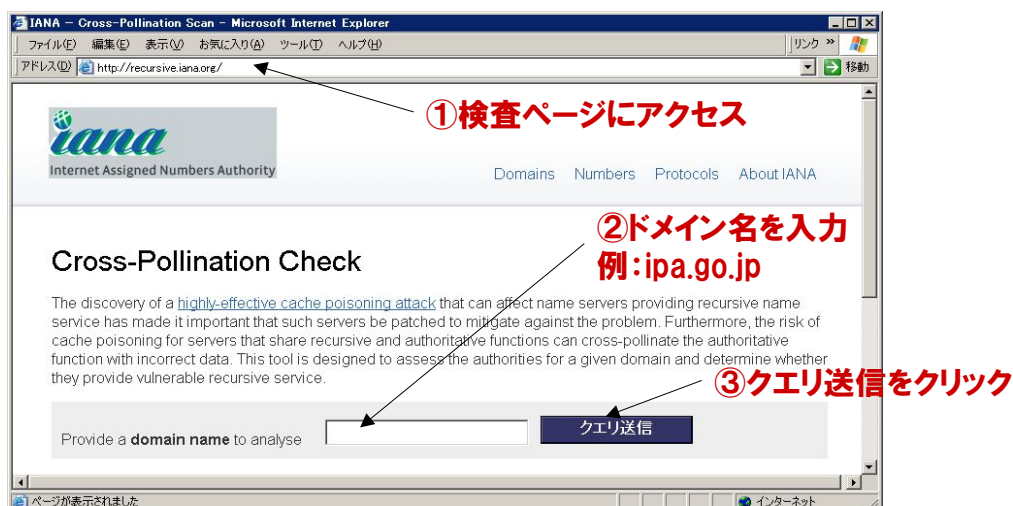 IANA — Cross-Pollination Scan - Microsoft Internet Explorer
ファイル(F) 編集(E) 表示(V) お気に入り(A) ツール(T) ヘルプ(H)
リンク »
アドレス(D) http://recursive.iana.org/
移動
①検査ページにアクセス
iana
Internet Assigned Numbers Authority
Domains Numbers Protocols About IANA
②ドメイン名を入力
例：ipa.go.jp
Cross-Pollination Check
The discovery of a highly-effective cache poisoning attack that can affect name servers providing recursive name
service has made it important that such servers be patched to mitigate against the problem. Furthermore, the risk of
cache poisoning for servers that share recursive and authoritative functions can cross-pollinate the authoritative
function with incorrect data. This tool is designed to assess the authorities for a given domain and determine whether
they provide vulnerable recursive service.
③クエリ送信をクリック
Provide a domain name to analyse
クエリ送信
ページが表示されました
インターネット